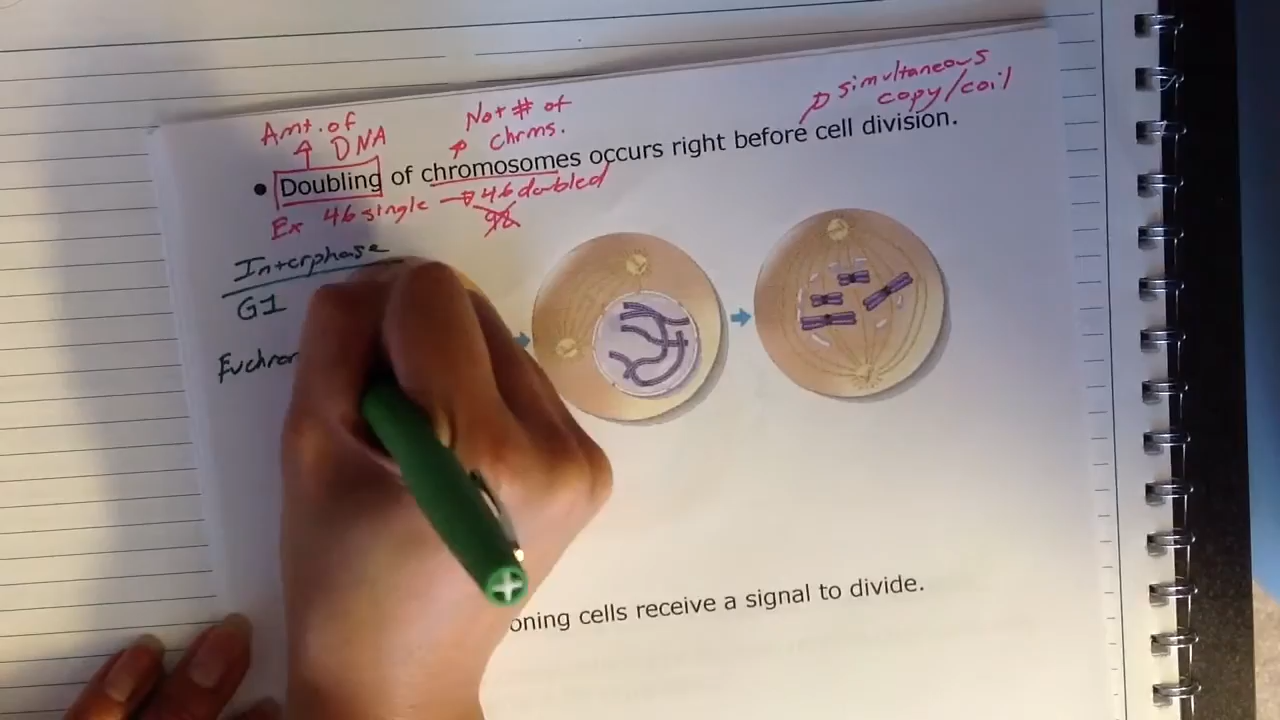 Amt. of
DNA
Not # of
Chrms.
simultaneous
copy/coil
• Doubling of chromosomes occurs right before cell division.
Ex 46 single → 46 doubled
92
Interphase
G1
Euchro
oning cells receive a signal to divide.